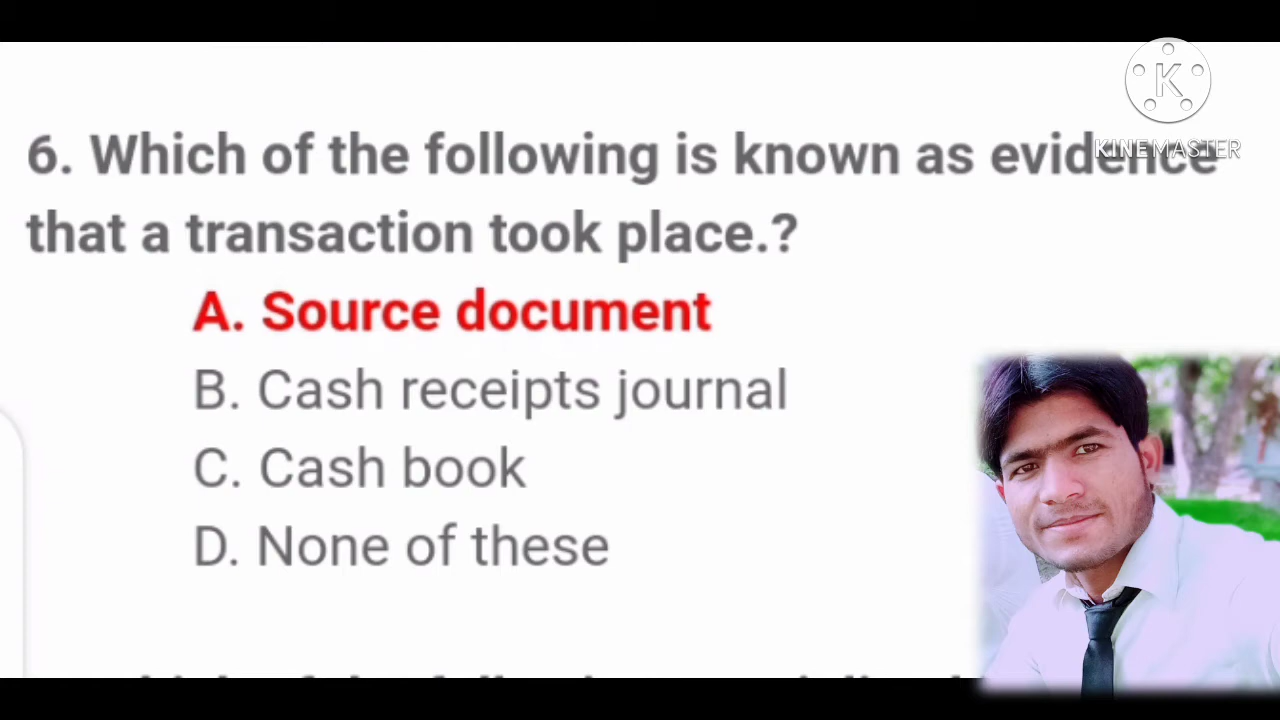 6. Which of the following is known as evidence
that a transaction took place.?
A. Source document
B. Cash receipts journal
C. Cash book
D. None of these
K
KINEMASTER